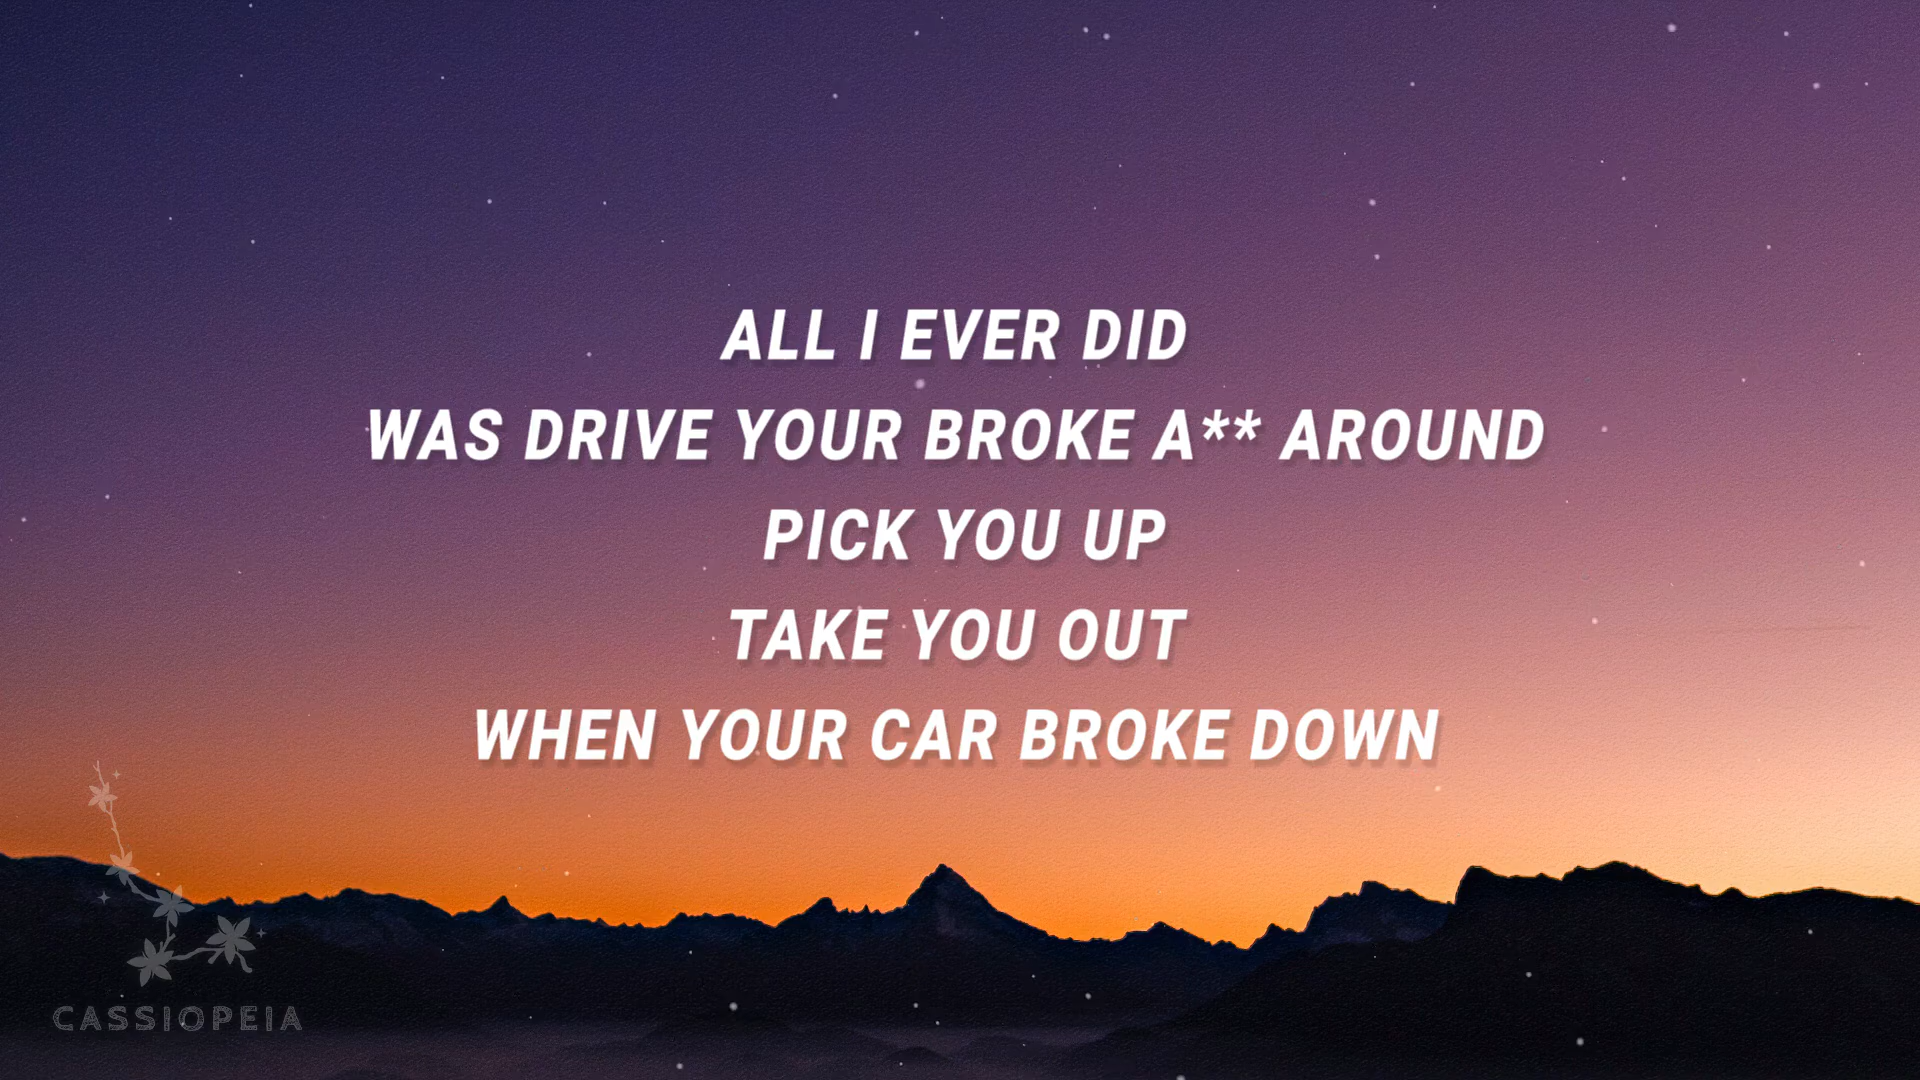 ALL I EVER DID
WAS DRIVE YOUR BROKE A** AROUND
PICK YOU UP
TAKE YOU OUT
WHEN YOUR CAR BROKE DOWN
CASSIOPEIA